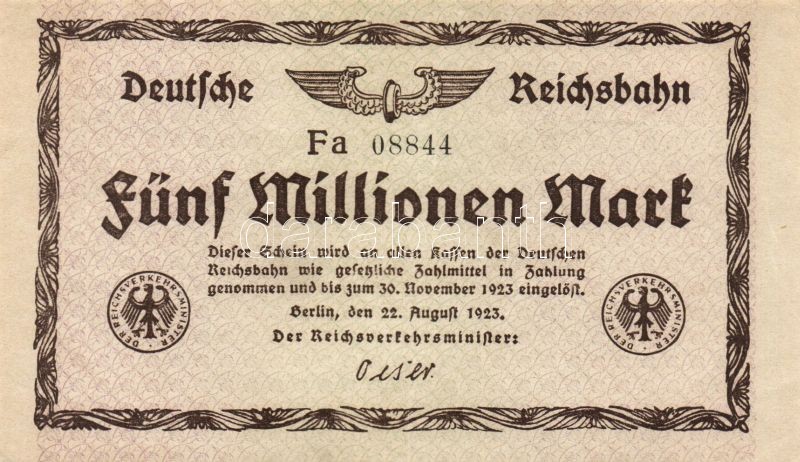 Deutsche Reichsbahn
Fa 08844
Fünf Millionen Mark
darabanth
Dieser Schein wird an allen Kassen der Deutschen
Reichsbahn wie gesetzliche Zahlmittel in Zahlung
genommen und bis zum 30. November 1923 eingelöst.
Berlin, den 22. August 1923.
Der Reichsverkehrsminister:
Oeser.
DER REICHSVERKEHRSMINISTER
DER REICHSVERKEHRSMINISTER